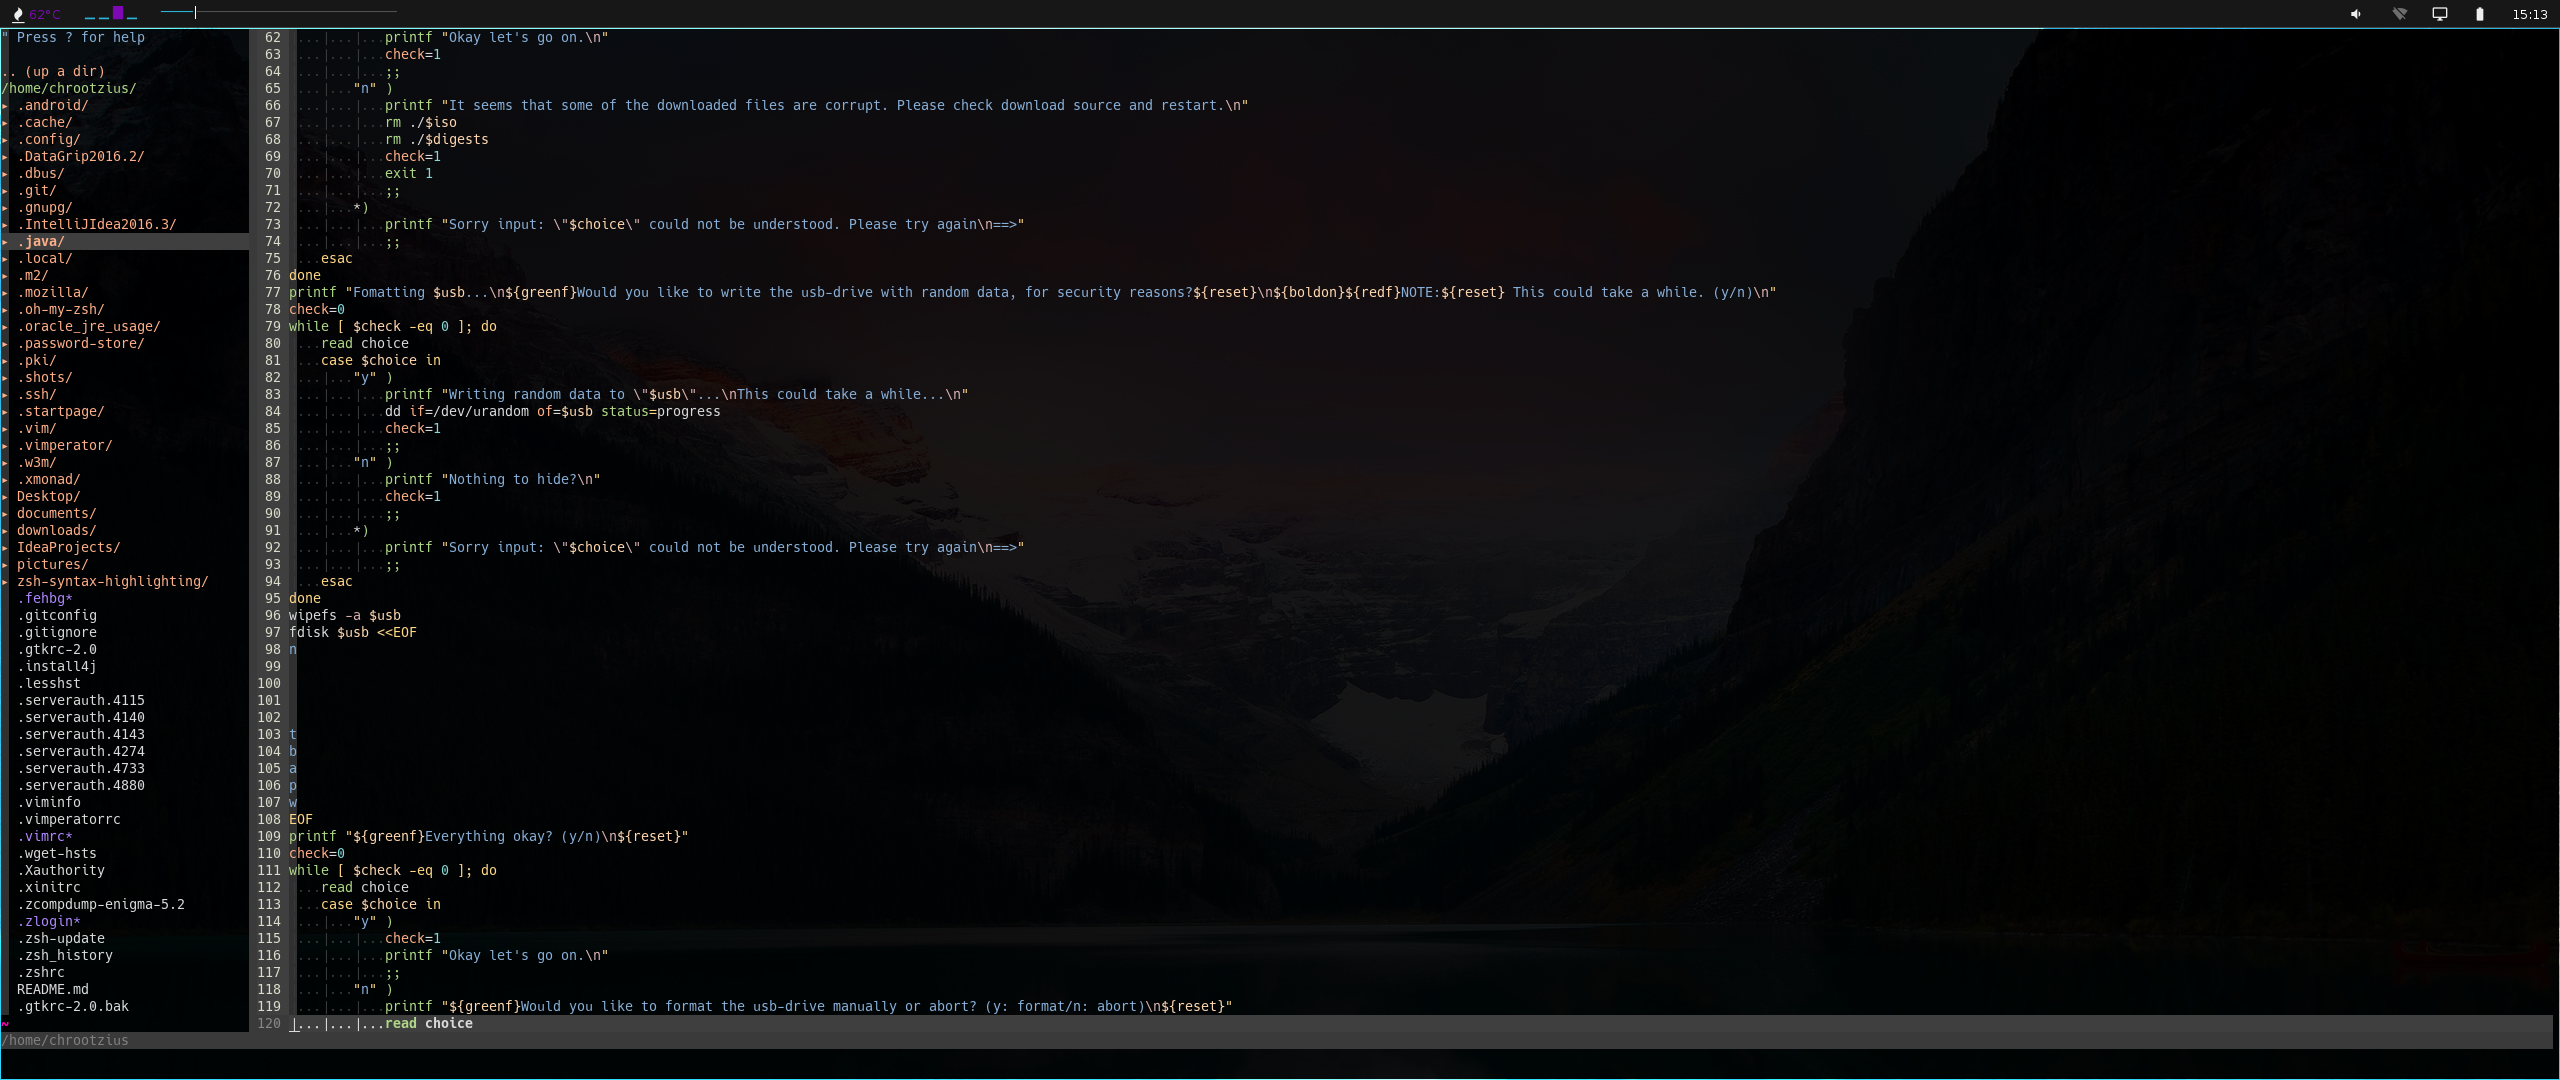 62°C
15:13
" Press ? for help
.. (up a dir)
/home/chrootzius/
▸ .android/
▸ .cache/
▸ .config/
▸ .DataGrip2016.2/
▸ .dbus/
▸ .git/
▸ .gnupg/
▸ .IntelliJIdea2016.3/
▸ .java/
▸ .local/
▸ .m2/
▸ .mozilla/
▸ .oh-my-zsh/
▸ .oracle_jre_usage/
▸ .password-store/
▸ .pki/
▸ .shots/
▸ .ssh/
▸ .startpage/
▸ .vim/
▸ .vimperator/
▸ .w3m/
▸ .xmonad/
▸ Desktop/
▸ documents/
▸ downloads/
▸ IdeaProjects/
▸ pictures/
▸ zsh-syntax-highlighting/
.fehbg*
.gitconfig
.gitignore
.gtkrc-2.0
.install4j
.lesshst
.serverauth.4115
.serverauth.4140
.serverauth.4143
.serverauth.4274
.serverauth.4733
.serverauth.4880
.viminfo
.vimperatorrc
.vimrc*
.wget-hsts
.Xauthority
.xinitrc
.zcompdump-enigma-5.2
.zlogin*
.zsh-update
.zsh_history
.zshrc
README.md
.gtkrc-2.0.bak
~
62 ...|...|...printf "Okay let's go on.\n"
63 ...|...|...check=1
64 ...|...|...;;
65 ...|..."n" )
66 ...|...|...printf "It seems that some of the downloaded files are corrupt. Please check download source and restart.\n"
67 ...|...|...rm ./$iso
68 ...|...|...rm ./$digests
69 ...|...|...check=1
70 ...|...|...exit 1
71 ...|...|...;;
72 ...|...*)
73 ...|...|...printf "Sorry input: \"$choice\" could not be understood. Please try again\n==>"
74 ...|...|...;;
75 ...esac
76 done
77 printf "Fomatting $usb...\n${greenf}Would you like to write the usb-drive with random data, for security reasons?${reset}\n${boldon}${redf}NOTE:${reset} This could take a while. (y/n)\n"
78 check=0
79 while [ $check -eq 0 ]; do
80 ...read choice
81 ...case $choice in
82 ...|..."y" )
83 ...|...|...printf "Writing random data to \"$usb\"...\nThis could take a while...\n"
84 ...|...|...dd if=/dev/urandom of=$usb status=progress
85 ...|...|...check=1
86 ...|...|...;;
87 ...|..."n" )
88 ...|...|...printf "Nothing to hide?\n"
89 ...|...|...check=1
90 ...|...|...;;
91 ...|...*)
92 ...|...|...printf "Sorry input: \"$choice\" could not be understood. Please try again\n==>"
93 ...|...|...;;
94 ...esac
95 done
96 wipefs -a $usb
97 fdisk $usb <<EOF
98 n
99
100
101
102
103 t
104 b
105 a
106 p
107 w
108 EOF
109 printf "${greenf}Everything okay? (y/n)\n${reset}"
110 check=0
111 while [ $check -eq 0 ]; do
112 ...read choice
113 ...case $choice in
114 ...|..."y" )
115 ...|...|...check=1
116 ...|...|...printf "Okay let's go on.\n"
117 ...|...|...;;
118 ...|..."n" )
119 ...|...|...printf "${greenf}Would you like to format the usb-drive manually or abort? (y: format/n: abort)\n${reset}"
120 |...|...|...read choice
/home/chrootzius